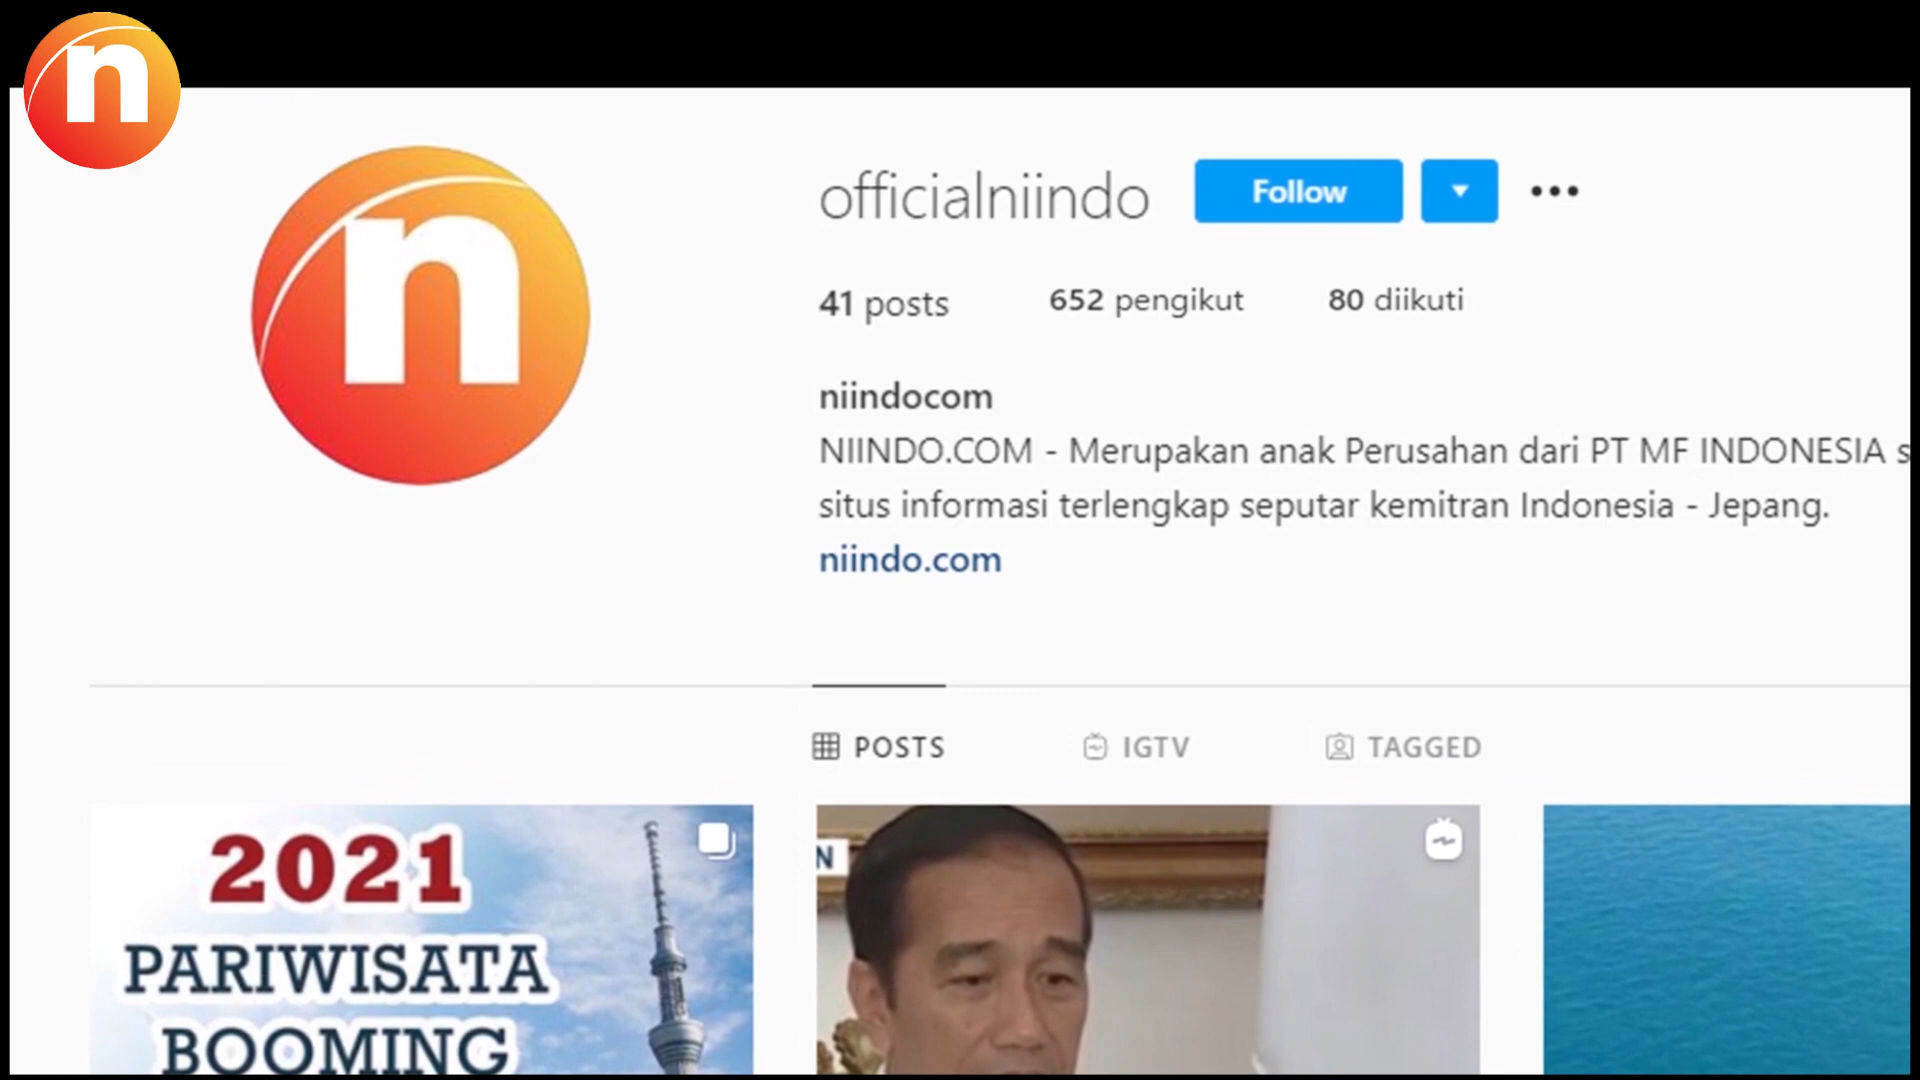 n
n
officialniindo Follow
41 posts 652 pengikut 80 diikuti
niindocom
NIINDO.COM - Merupakan anak Perusahan dari PT MF INDONESIA s
situs informasi terlengkap seputar kemitran Indonesia - Jepang.
niindo.com
POSTS IGTV TAGGED
2021
PARIWISATA
BOOMING
N